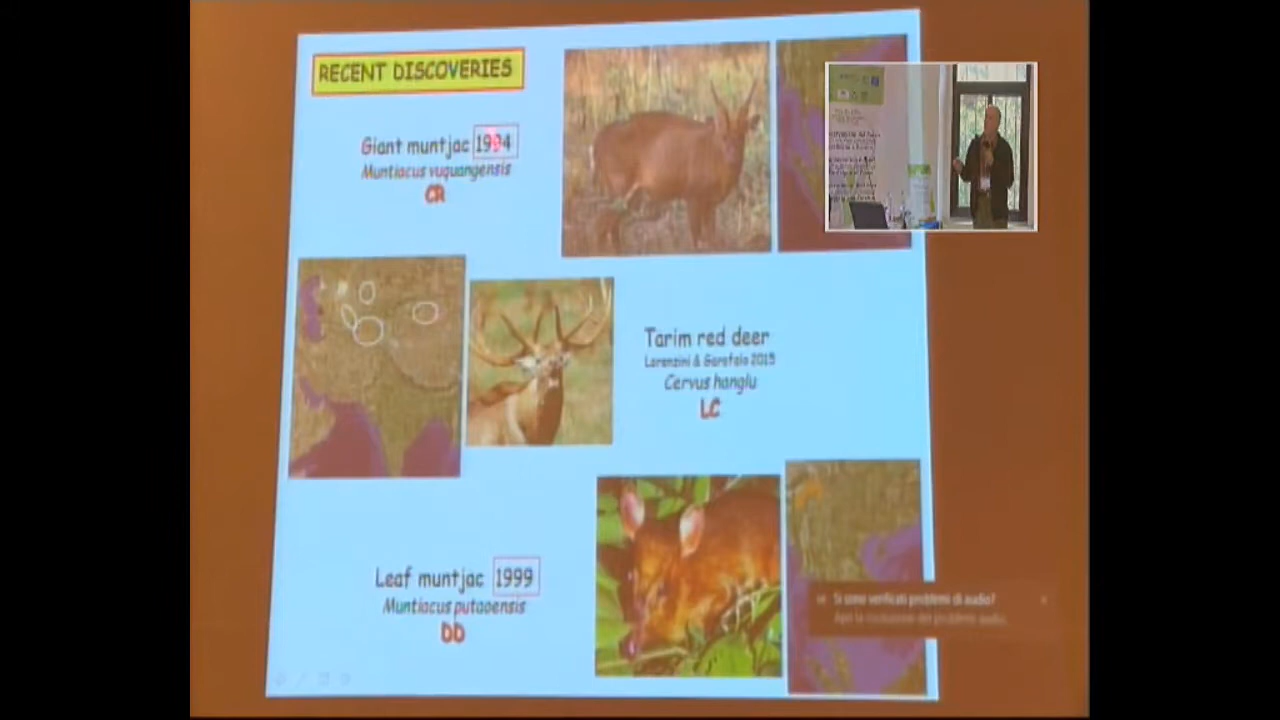 RECENT DISCOVERIES
Giant muntjac 1994
Muntiacus vuquangensis
CR
Tarim red deer
Lorenzini & Garofalo 2015
Cervus hanglu
LC
Leaf muntjac 1999
Muntiacus putaoensis
DD
Si sono verificati problemi di audio?